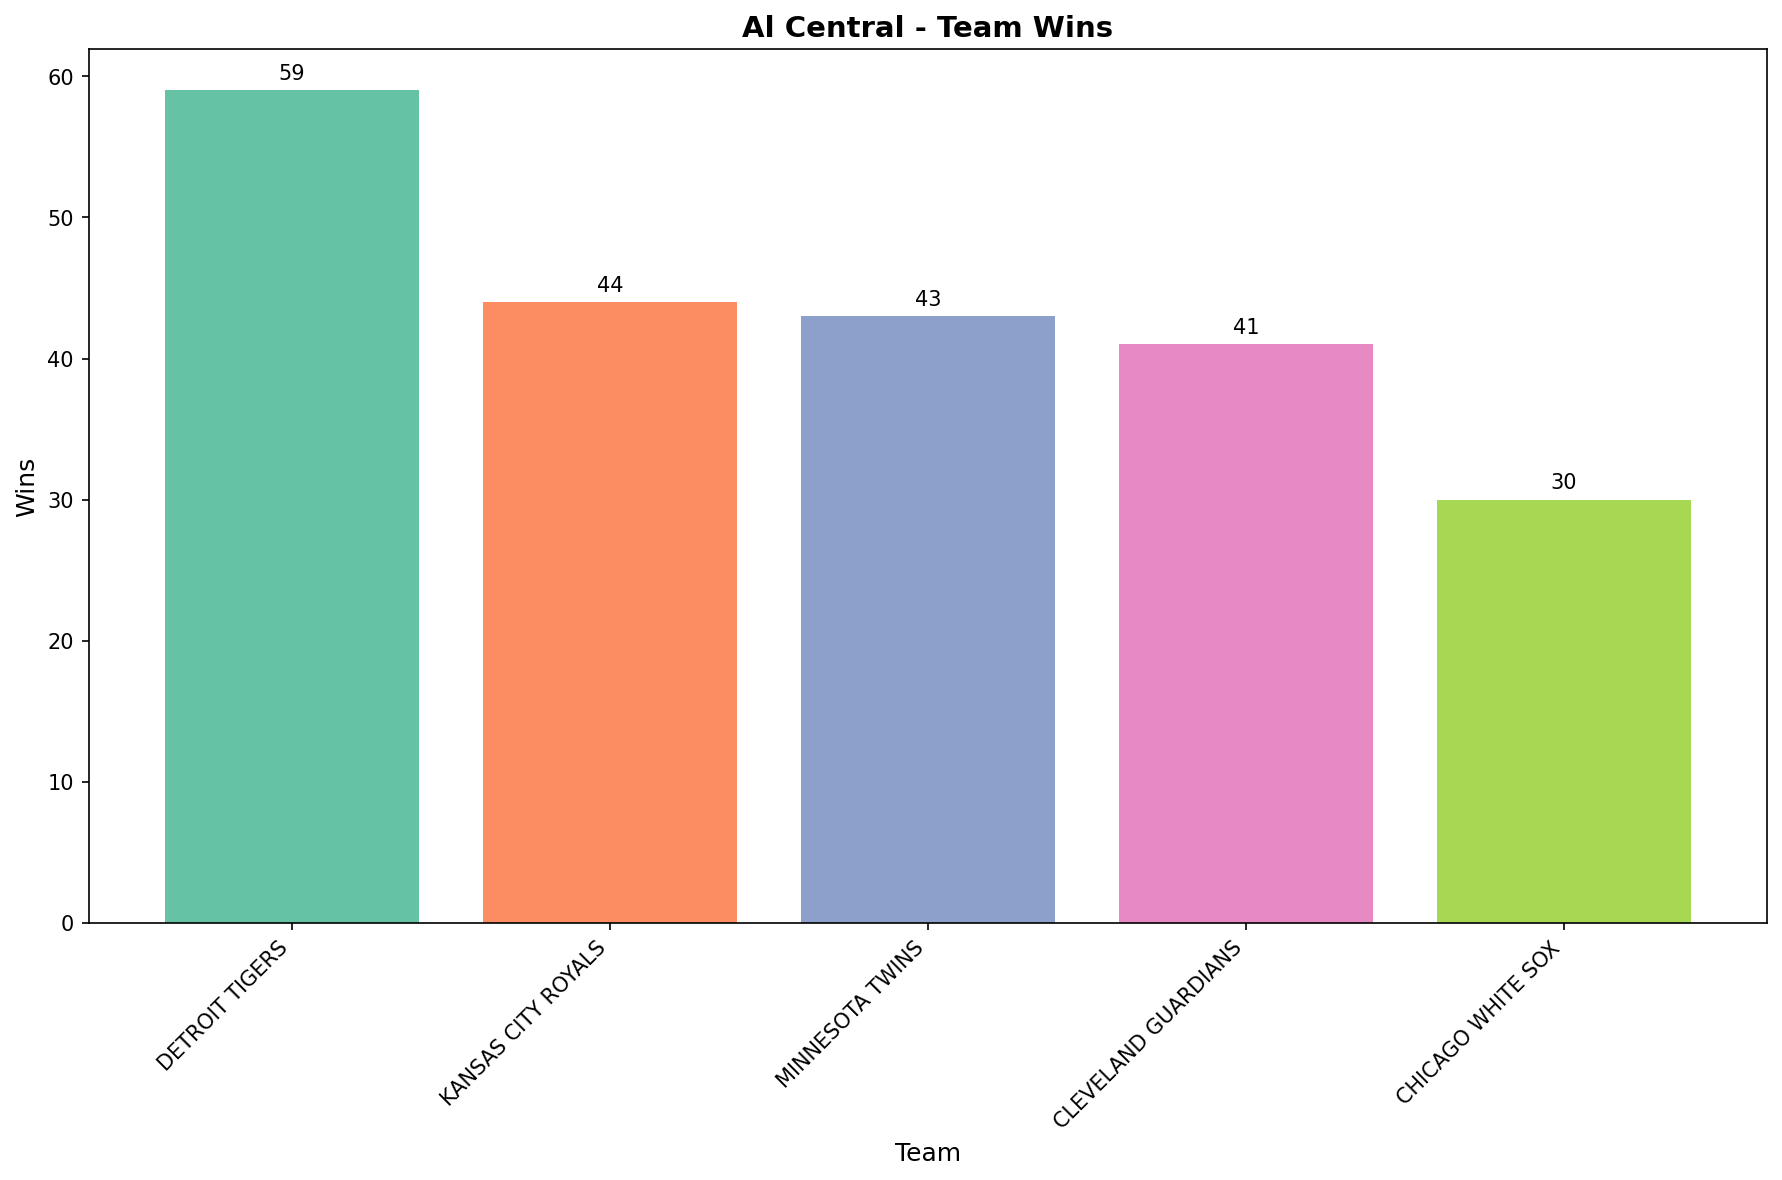 Al Central - Team Wins
59
44
43
41
30
60
50
40
30
20
10
0
Wins
DETROIT TIGERS
KANSAS CITY ROYALS
MINNESOTA TWINS
CLEVELAND GUARDIANS
CHICAGO WHITE SOX
Team